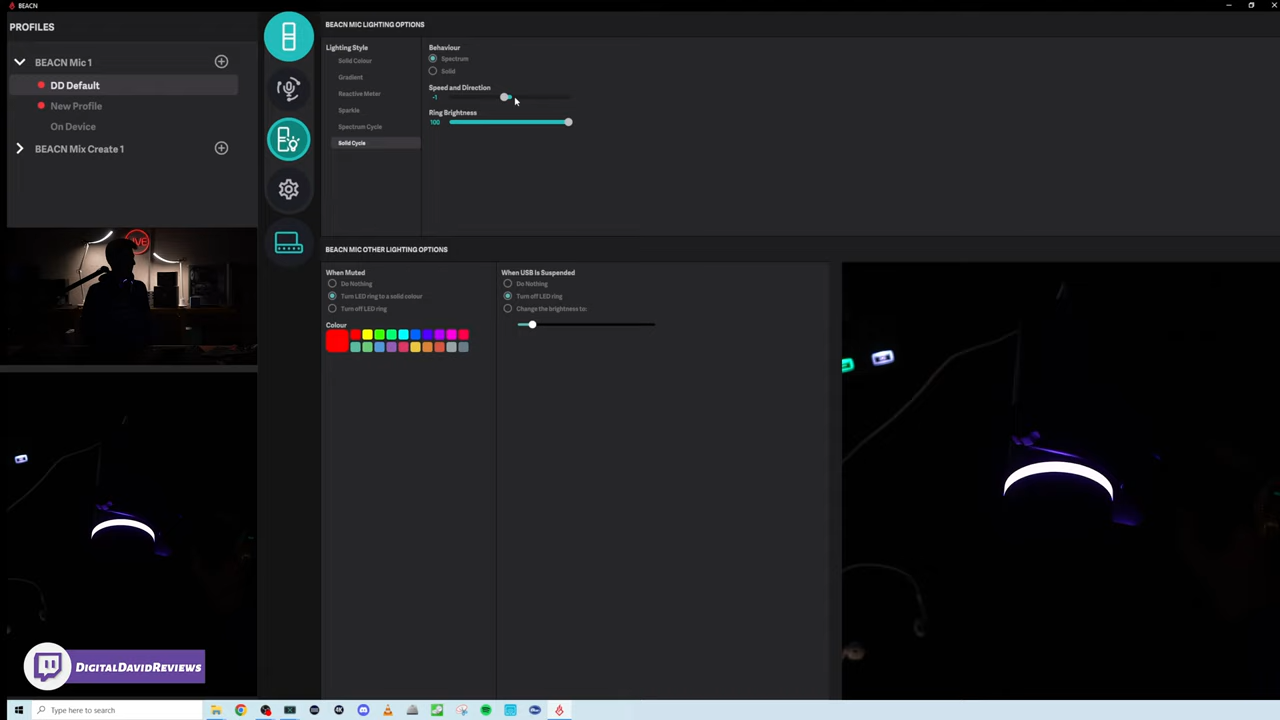 BEACN
PROFILES
BEACN Mic 1
DD Default
New Profile
On Device
BEACN Mix Create 1
BEACN MIC LIGHTING OPTIONS
Lighting Style
Solid Colour
Gradient
Reactive Meter
Sparkle
Spectrum Cycle
Solid Cycle
Behaviour
Spectrum
Solid
Speed and Direction
-1
Ring Brightness
100
LIVE
BEACN MIC OTHER LIGHTING OPTIONS
When Muted
Do Nothing
Turn LED ring to a solid colour
Turn off LED ring
Colour
When USB Is Suspended
Do Nothing
Turn off LED ring
Change the brightness to:
DIGITALDAVIDREVIEWS
Type here to search
4K